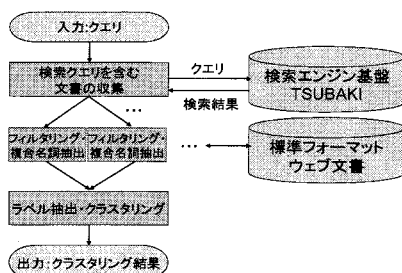 入力:クエリ
検索クエリを含む
文書の収集
クエリ
検索結果
検索エンジン基盤
TSUBAKI
...
フィルタリング・
複合名詞抽出
フィルタリング・
複合名詞抽出
...
標準フォーマット
ウェブ文書
ラベル抽出・クラスタリング
出力:クラスタリング結果